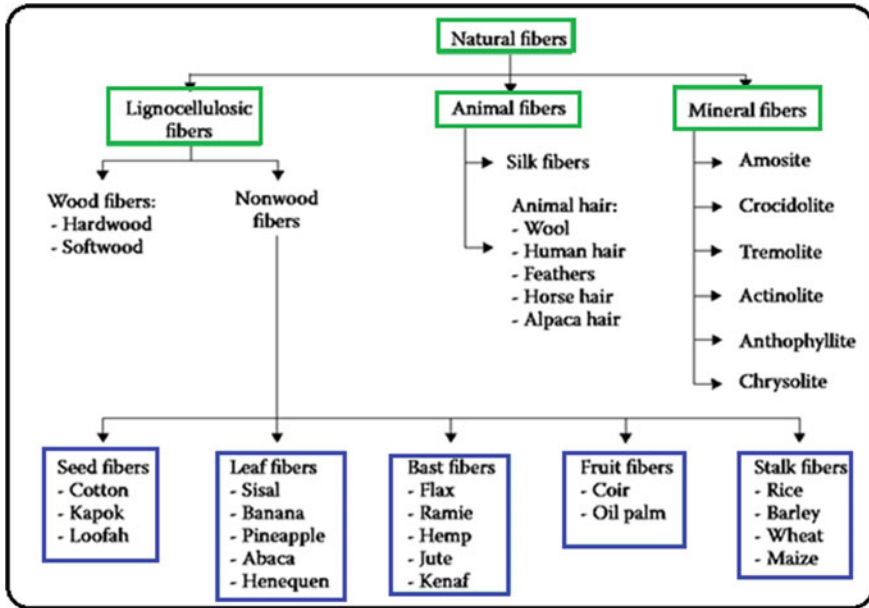 Natural fibers
Lignocellulosic
fibers
Animal fibers
Mineral fibers
Wood fibers:
- Hardwood
- Softwood
Nonwood
fibers
Silk fibers
Animal hair:
- Wool
- Human hair
- Feathers
- Horse hair
- Alpaca hair
Amosite
Crocidolite
Tremolite
Actinolite
Anthophyllite
Chrysolite
Seed fibers
- Cotton
- Kapok
- Loofah
Leaf fibers
- Sisal
- Banana
- Pineapple
- Abaca
- Henequen
Bast fibers
- Flax
- Ramie
- Hemp
- Jute
- Kenaf
Fruit fibers
- Coir
- Oil palm
Stalk fibers
- Rice
- Barley
- Wheat
- Maize